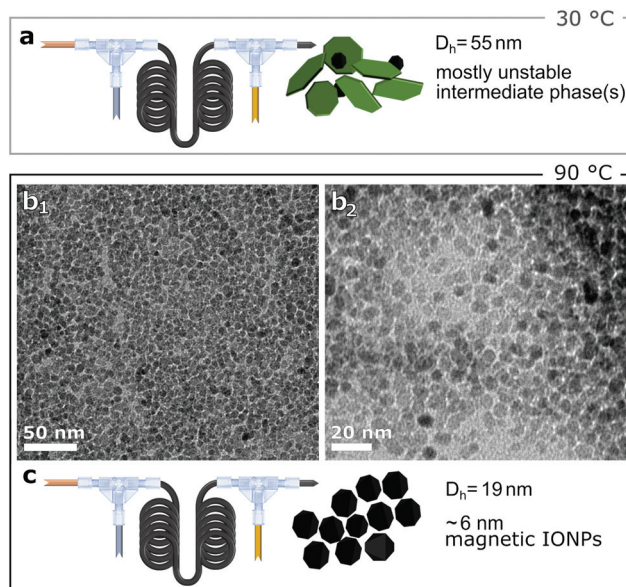 30 °C
a
Dₕ= 55 nm
mostly unstable
intermediate phase(s)
90 °C
b₁
b₂
50 nm
20 nm
c
Dₕ= 19 nm
~6 nm
magnetic IONPs